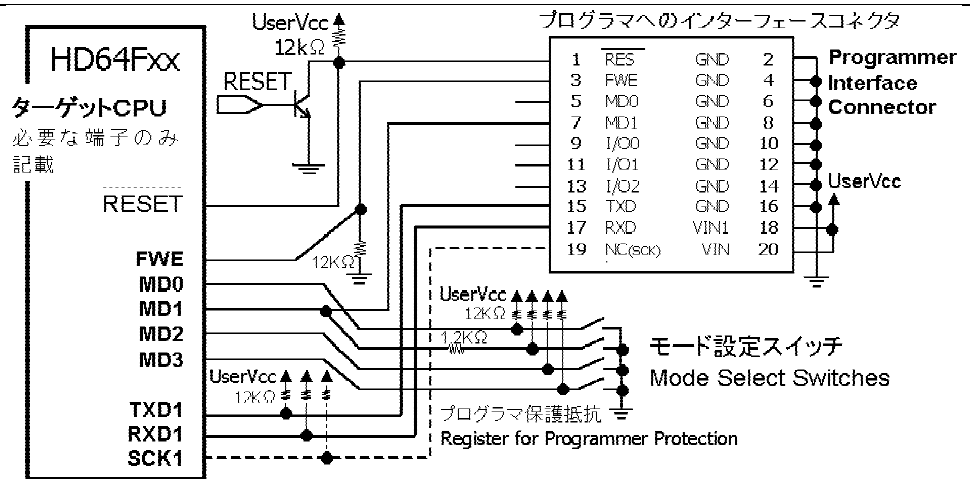 UserVcc
12kΩ
RESET
HD64Fxx
ターゲットCPU
必要な端子のみ
記載
RESET
FWE
MD0
MD1
MD2
MD3
TXD1
RXD1
SCK1
12KΩ
UserVcc
12KΩ
プログラマへのインターフェースコネクタ
1 RES GND 2
3 FWE GND 4
5 MD0 GND 6
7 MD1 GND 8
9 I/O0 GND 10
11 I/O1 GND 12
13 I/O2 GND 14
15 TXD GND 16
17 RXD VIN1 18
19 NC(SCK) VIN 20
Programmer
Interface
Connector
UserVcc
UserVcc
12KΩ
1.2KΩ
モード設定スイッチ
Mode Select Switches
プログラマ保護抵抗
Register for Programmer Protection